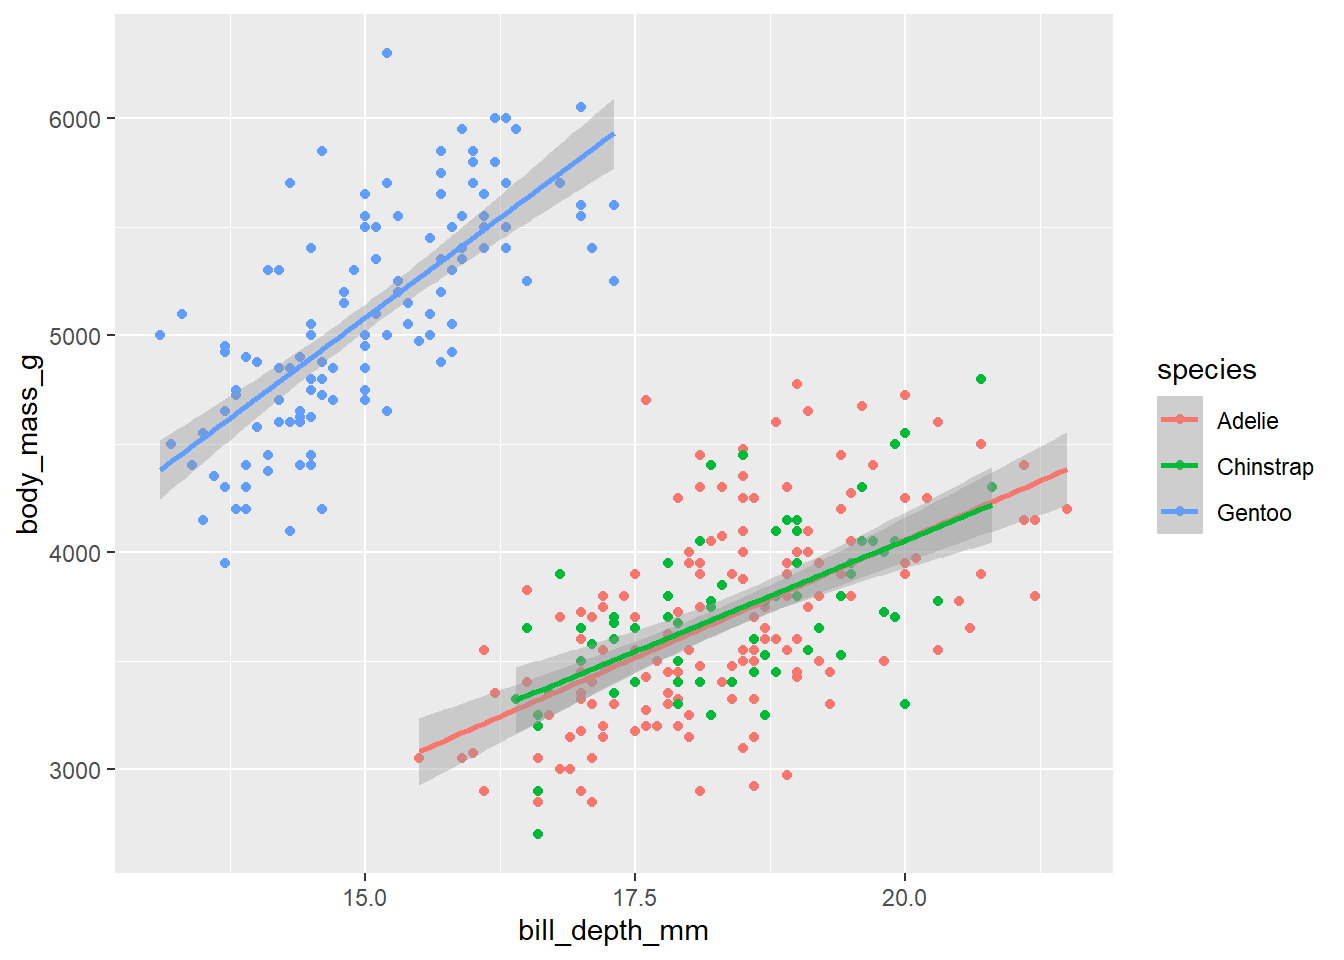 6000
5000
4000
3000
body_mass_g
15.0
17.5
20.0
bill_depth_mm
species
Adelie
Chinstrap
Gentoo